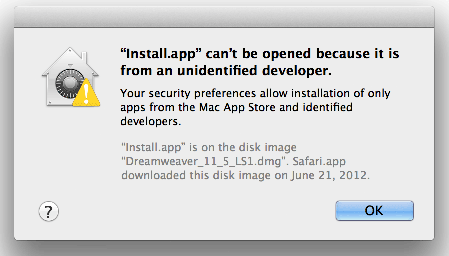 “Install.app” can’t be opened because it is
from an unidentified developer.
Your security preferences allow installation of only
apps from the Mac App Store and identified
developers.
“Install.app” is on the disk image
“Dreamweaver_11_5_LS1.dmg”. Safari.app
downloaded this disk image on June 21, 2012.
?
OK